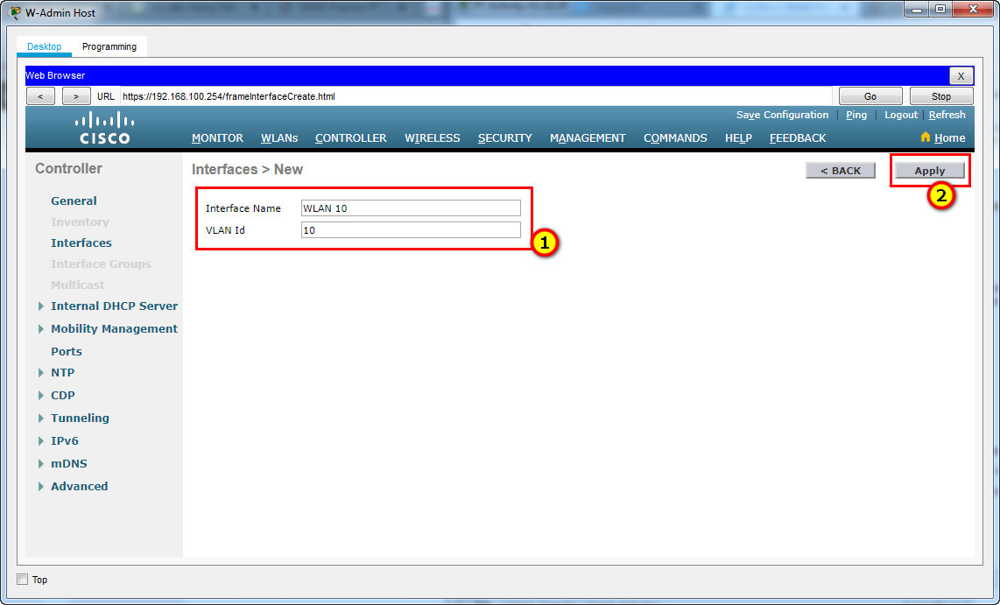 W-Admin Host
Desktop Programming
Web Browser X
< > URL https://192.168.100.254/frameInterfaceCreate.html Go Stop
Save Configuration | Ping | Logout | Refresh
CISCO MONITOR WLANs CONTROLLER WIRELESS SECURITY MANAGEMENT COMMANDS HELP FEEDBACK Home
Controller Interfaces > New < BACK Apply
2
General
Interface Name WLAN 10
Inventory
VLAN Id 10
1
Interfaces
Interface Groups
Multicast
Internal DHCP Server
Mobility Management
Ports
NTP
CDP
Tunneling
IPv6
mDNS
Advanced
Top